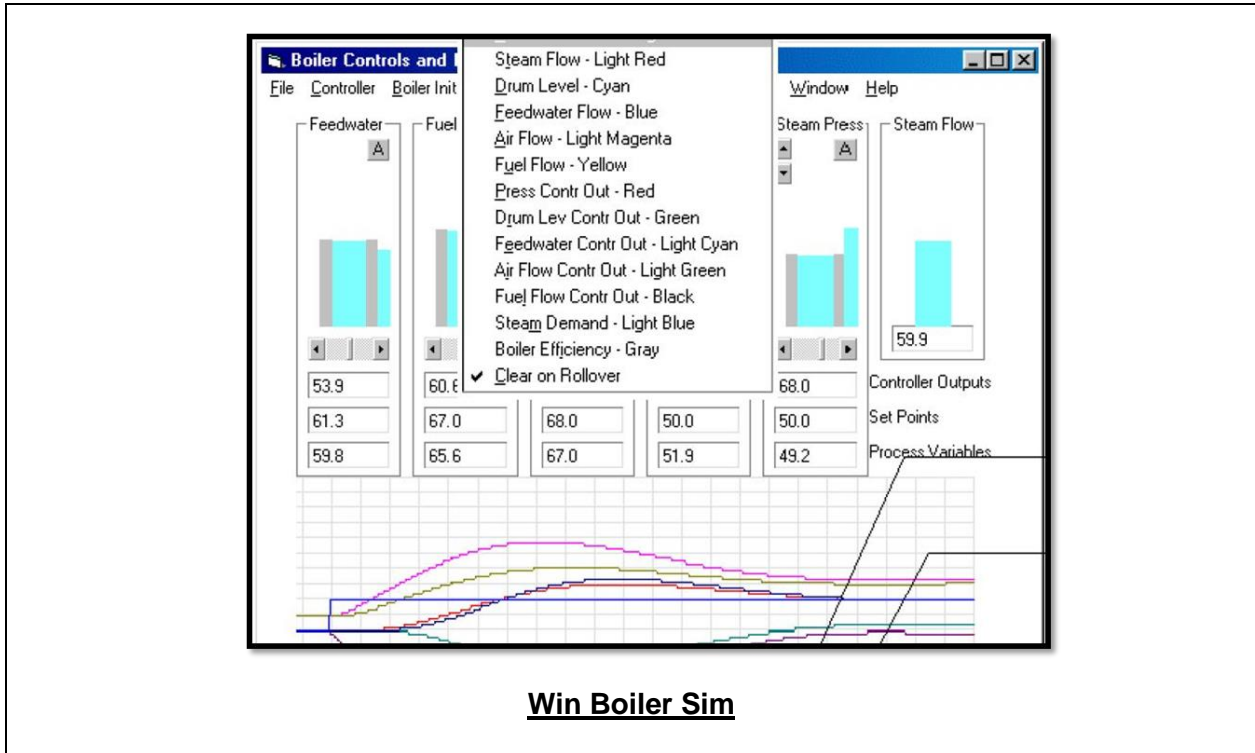 Boiler Controls and
File Controller Boiler Init Window Help
Steam Flow - Light Red
Drum Level - Cyan
Feedwater Flow - Blue
Air Flow - Light Magenta
Fuel Flow - Yellow
Press Contr Out - Red
Drum Lev Contr Out - Green
Feedwater Contr Out - Light Cyan
Air Flow Contr Out - Light Green
Fuel Flow Contr Out - Black
Steam Demand - Light Blue
Boiler Efficiency - Gray
✔ Clear on Rollover
Feedwater Fuel Steam Press Steam Flow
A A
59.9
53.9 60.6 68.0 Controller Outputs
61.3 67.0 68.0 50.0 50.0 Set Points
59.8 65.6 67.0 51.9 49.2 Process Variables
Win Boiler Sim